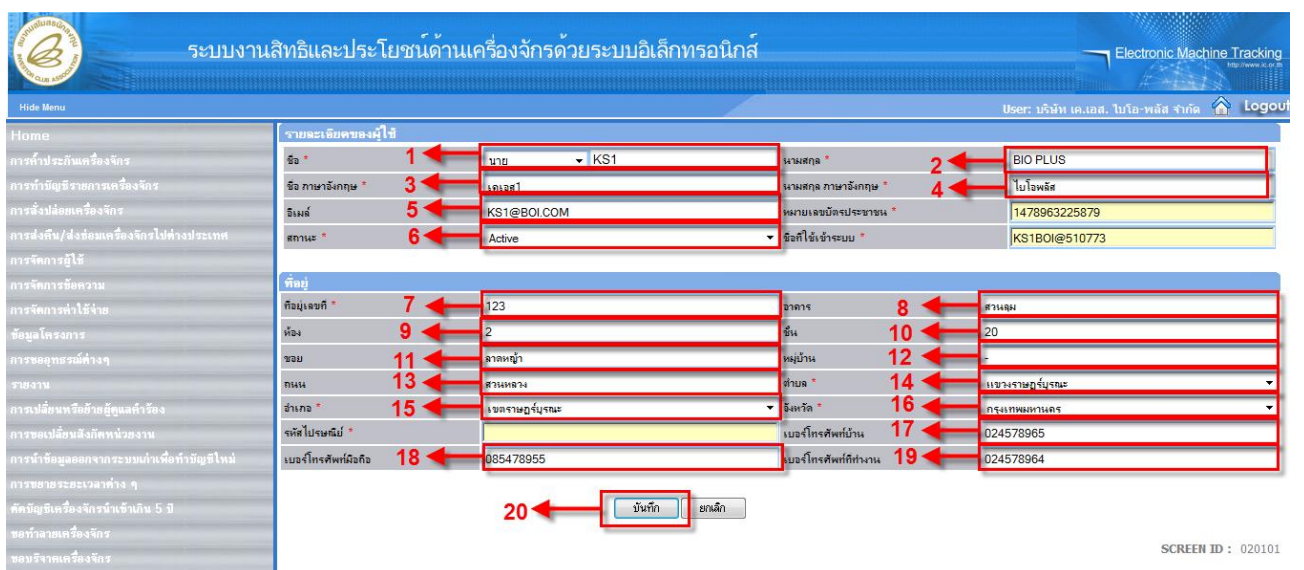 สมาคมสโมสรนักลงทุน
INVESTOR CLUB ASSOCIATION
ระบบงานสิทธิและประโยชน์ด้านเครื่องจักรด้วยระบบอิเล็กทรอนิกส์
Electronic Machine Tracking
http://www.ic.or.th
Hide Menu
User: บริษัท เค.เอส. ไบโอ-พลัส จำกัด Logout
Home
การค้ำประกันเครื่องจักร
การทำบัญชีรายการเครื่องจักร
การสั่งปล่อยเครื่องจักร
การส่งคืน/ส่งซ่อมเครื่องจักรไปต่างประเทศ
การจัดการผู้ใช้
การจัดการข้อความ
การจัดการค่าใช้จ่าย
ข้อมูลโครงการ
การขออุทธรณ์ต่างๆ
รายงาน
การเปลี่ยนหรือย้ายผู้ดูแลคำร้อง
การขอเปลี่ยนสังกัดหน่วยงาน
การนำข้อมูลออกจากระบบเก่าเพื่อทำบัญชีใหม่
การขยายระยะเวลาต่าง ๆ
ตัดบัญชีเครื่องจักรนำเข้าเกิน 5 ปี
ขอทำลายเครื่องจักร
ขอบริจาคเครื่องจักร
รายละเอียดของผู้ใช้
ชื่อ * 1 นาย KS1 นามสกุล * 2 BIO PLUS
ชื่อ ภาษาอังกฤษ * 3 เคเอส1 นามสกุล ภาษาอังกฤษ * 4 ไบโอพลัส
อีเมล์ 5 KS1@BOI.COM หมายเลขบัตรประชาชน * 1478963225879
สถานะ * 6 Active ชื่อที่ใช้เข้าระบบ * KS1BOI@510773
ที่อยู่
ที่อยู่เลขที่ * 7 123 อาคาร 8 สวนลุม
ห้อง 9 2 ชั้น 10 20
ซอย 11 ลาดหญ้า หมู่บ้าน 12 -
ถนน 13 สวนหลวง ตำบล * 14 แขวงราษฎร์บูรณะ
อำเภอ * 15 เขตราษฎร์บูรณะ จังหวัด * 16 กรุงเทพมหานคร
รหัสไปรษณีย์ * เบอร์โทรศัพท์บ้าน 17 024578965
เบอร์โทรศัพท์มือถือ 18 085478955 เบอร์โทรศัพท์ที่ทำงาน 19 024578964
20 บันทึก ยกเลิก
SCREEN ID : 020101